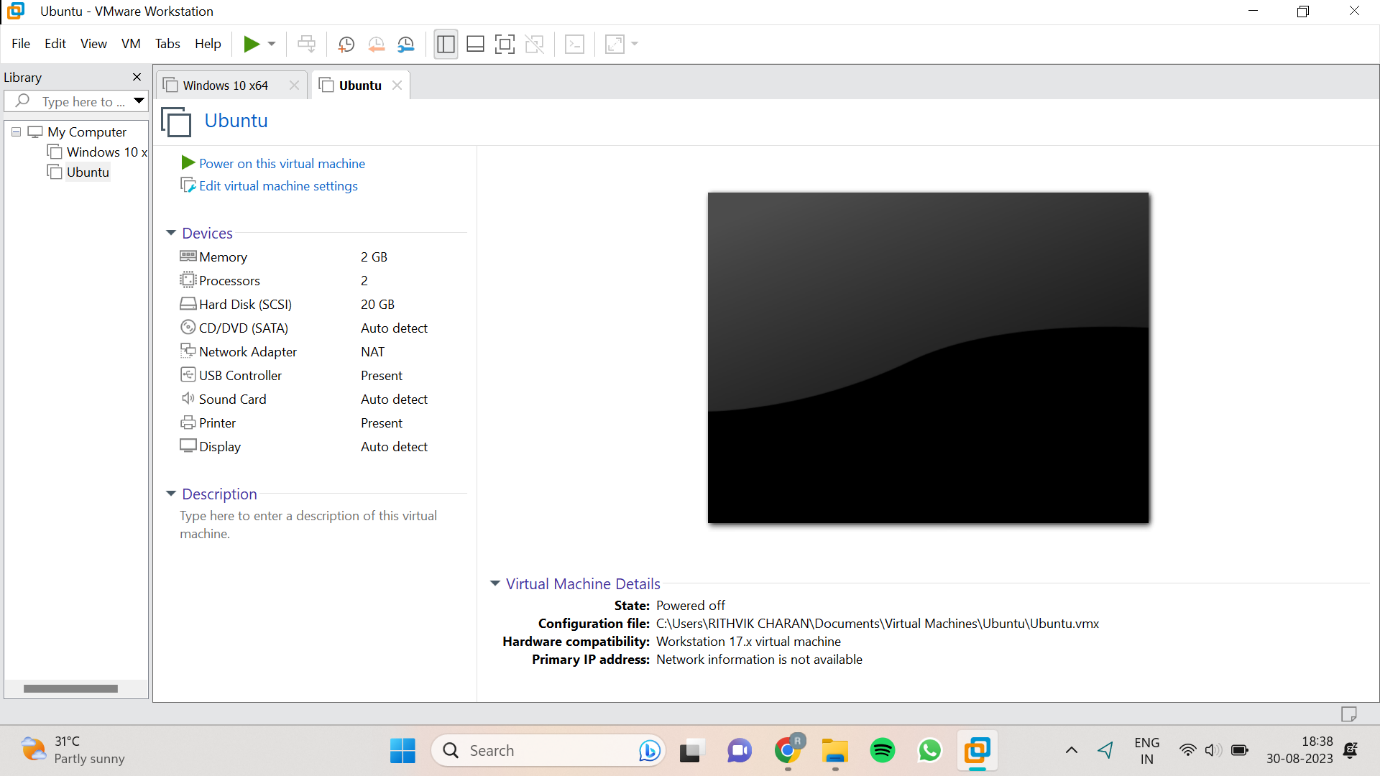 Ubuntu - VMware Workstation
File Edit View VM Tabs Help
Library
Type here to ...
Windows 10 x64
Ubuntu
My Computer
Windows 10 x
Ubuntu
Ubuntu
Power on this virtual machine
Edit virtual machine settings
Devices
Memory 2 GB
Processors 2
Hard Disk (SCSI) 20 GB
CD/DVD (SATA) Auto detect
Network Adapter NAT
USB Controller Present
Sound Card Auto detect
Printer Present
Display Auto detect
Description
Type here to enter a description of this virtual
machine.
Virtual Machine Details
State: Powered off
Configuration file: C:\Users\RITHVIK CHARAN\Documents\Virtual Machines\Ubuntu\Ubuntu.vmx
Hardware compatibility: Workstation 17.x virtual machine
Primary IP address: Network information is not available
31°C
Partly sunny
Search
R
ENG
IN
18:38
30-08-2023